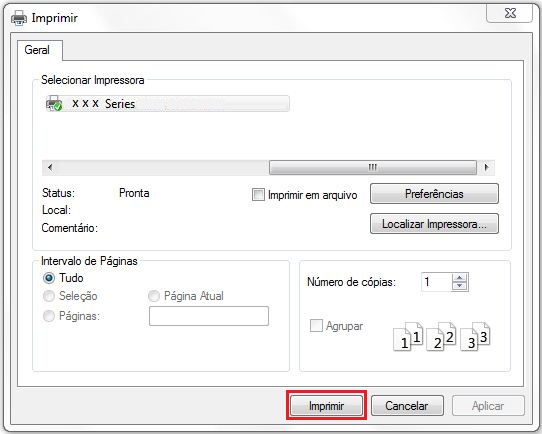 Imprimir
Geral
Selecionar Impressora
X X X Series
Status: Pronta
Imprimir em arquivo
Preferências
Local:
Localizar Impressora...
Comentário:
Intervalo de Páginas
Tudo
Seleção
Página Atual
Páginas:
Número de cópias: 1
Agrupar
1 1 2 2 3 3
Imprimir
Cancelar
Aplicar